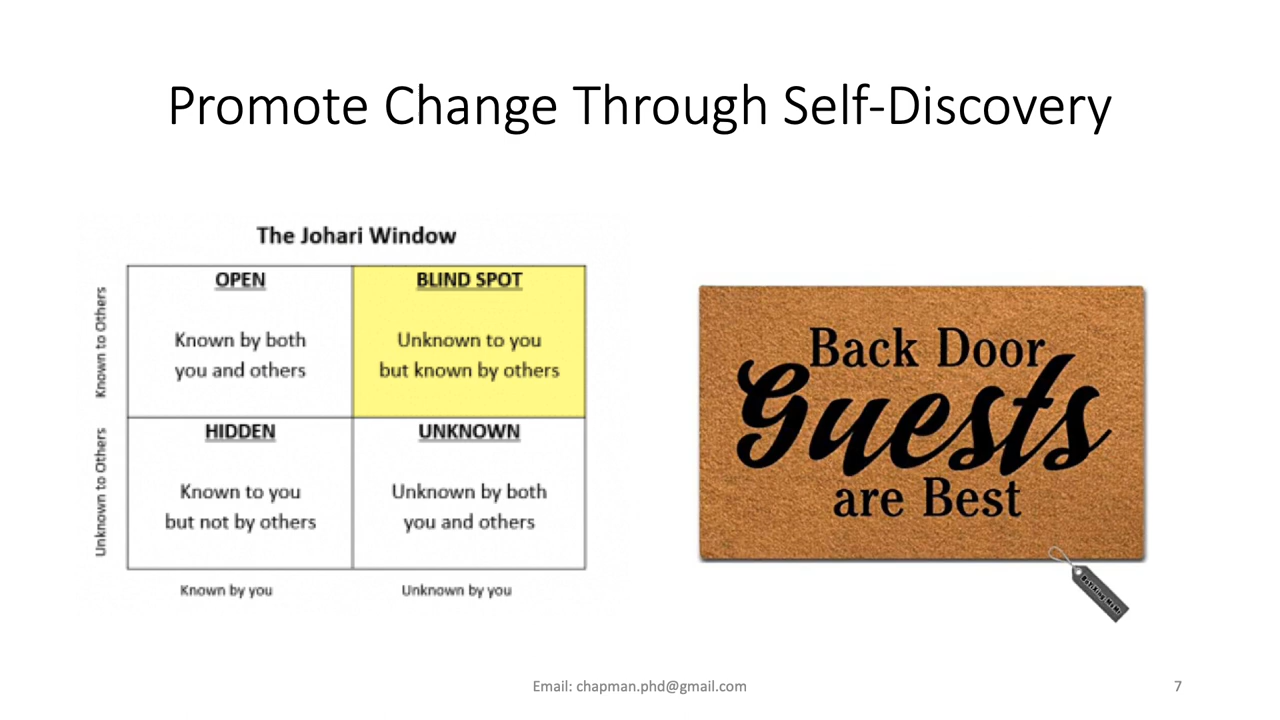 Promote Change Through Self-Discovery
The Johari Window
Known to Others
OPEN
Known by both
you and others
BLIND SPOT
Unknown to you
but known by others
Unknown to Others
HIDDEN
Known to you
but not by others
UNKNOWN
Unknown by both
you and others
Known by you
Unknown by you
Back Door
Guests
are Best
Email: chapman.phd@gmail.com
7